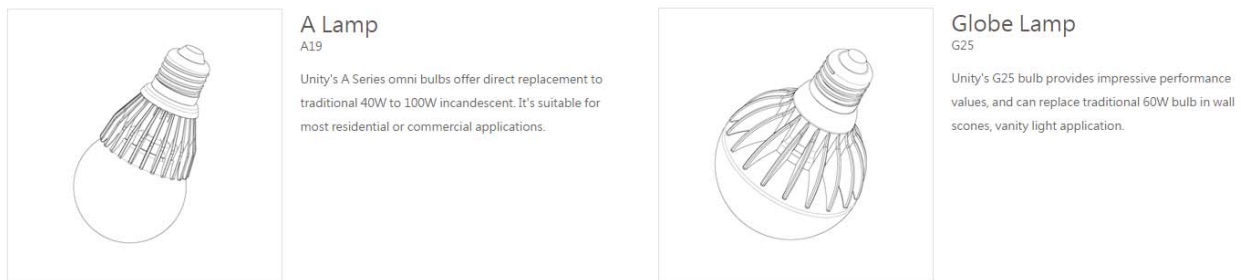 A Lamp
A19
Unity's A Series omni bulbs offer direct replacement to
traditional 40W to 100W incandescent. It's suitable for
most residential or commercial applications.
Globe Lamp
G25
Unity's G25 bulb provides impressive performance
values, and can replace traditional 60W bulb in wall
scones, vanity light application.